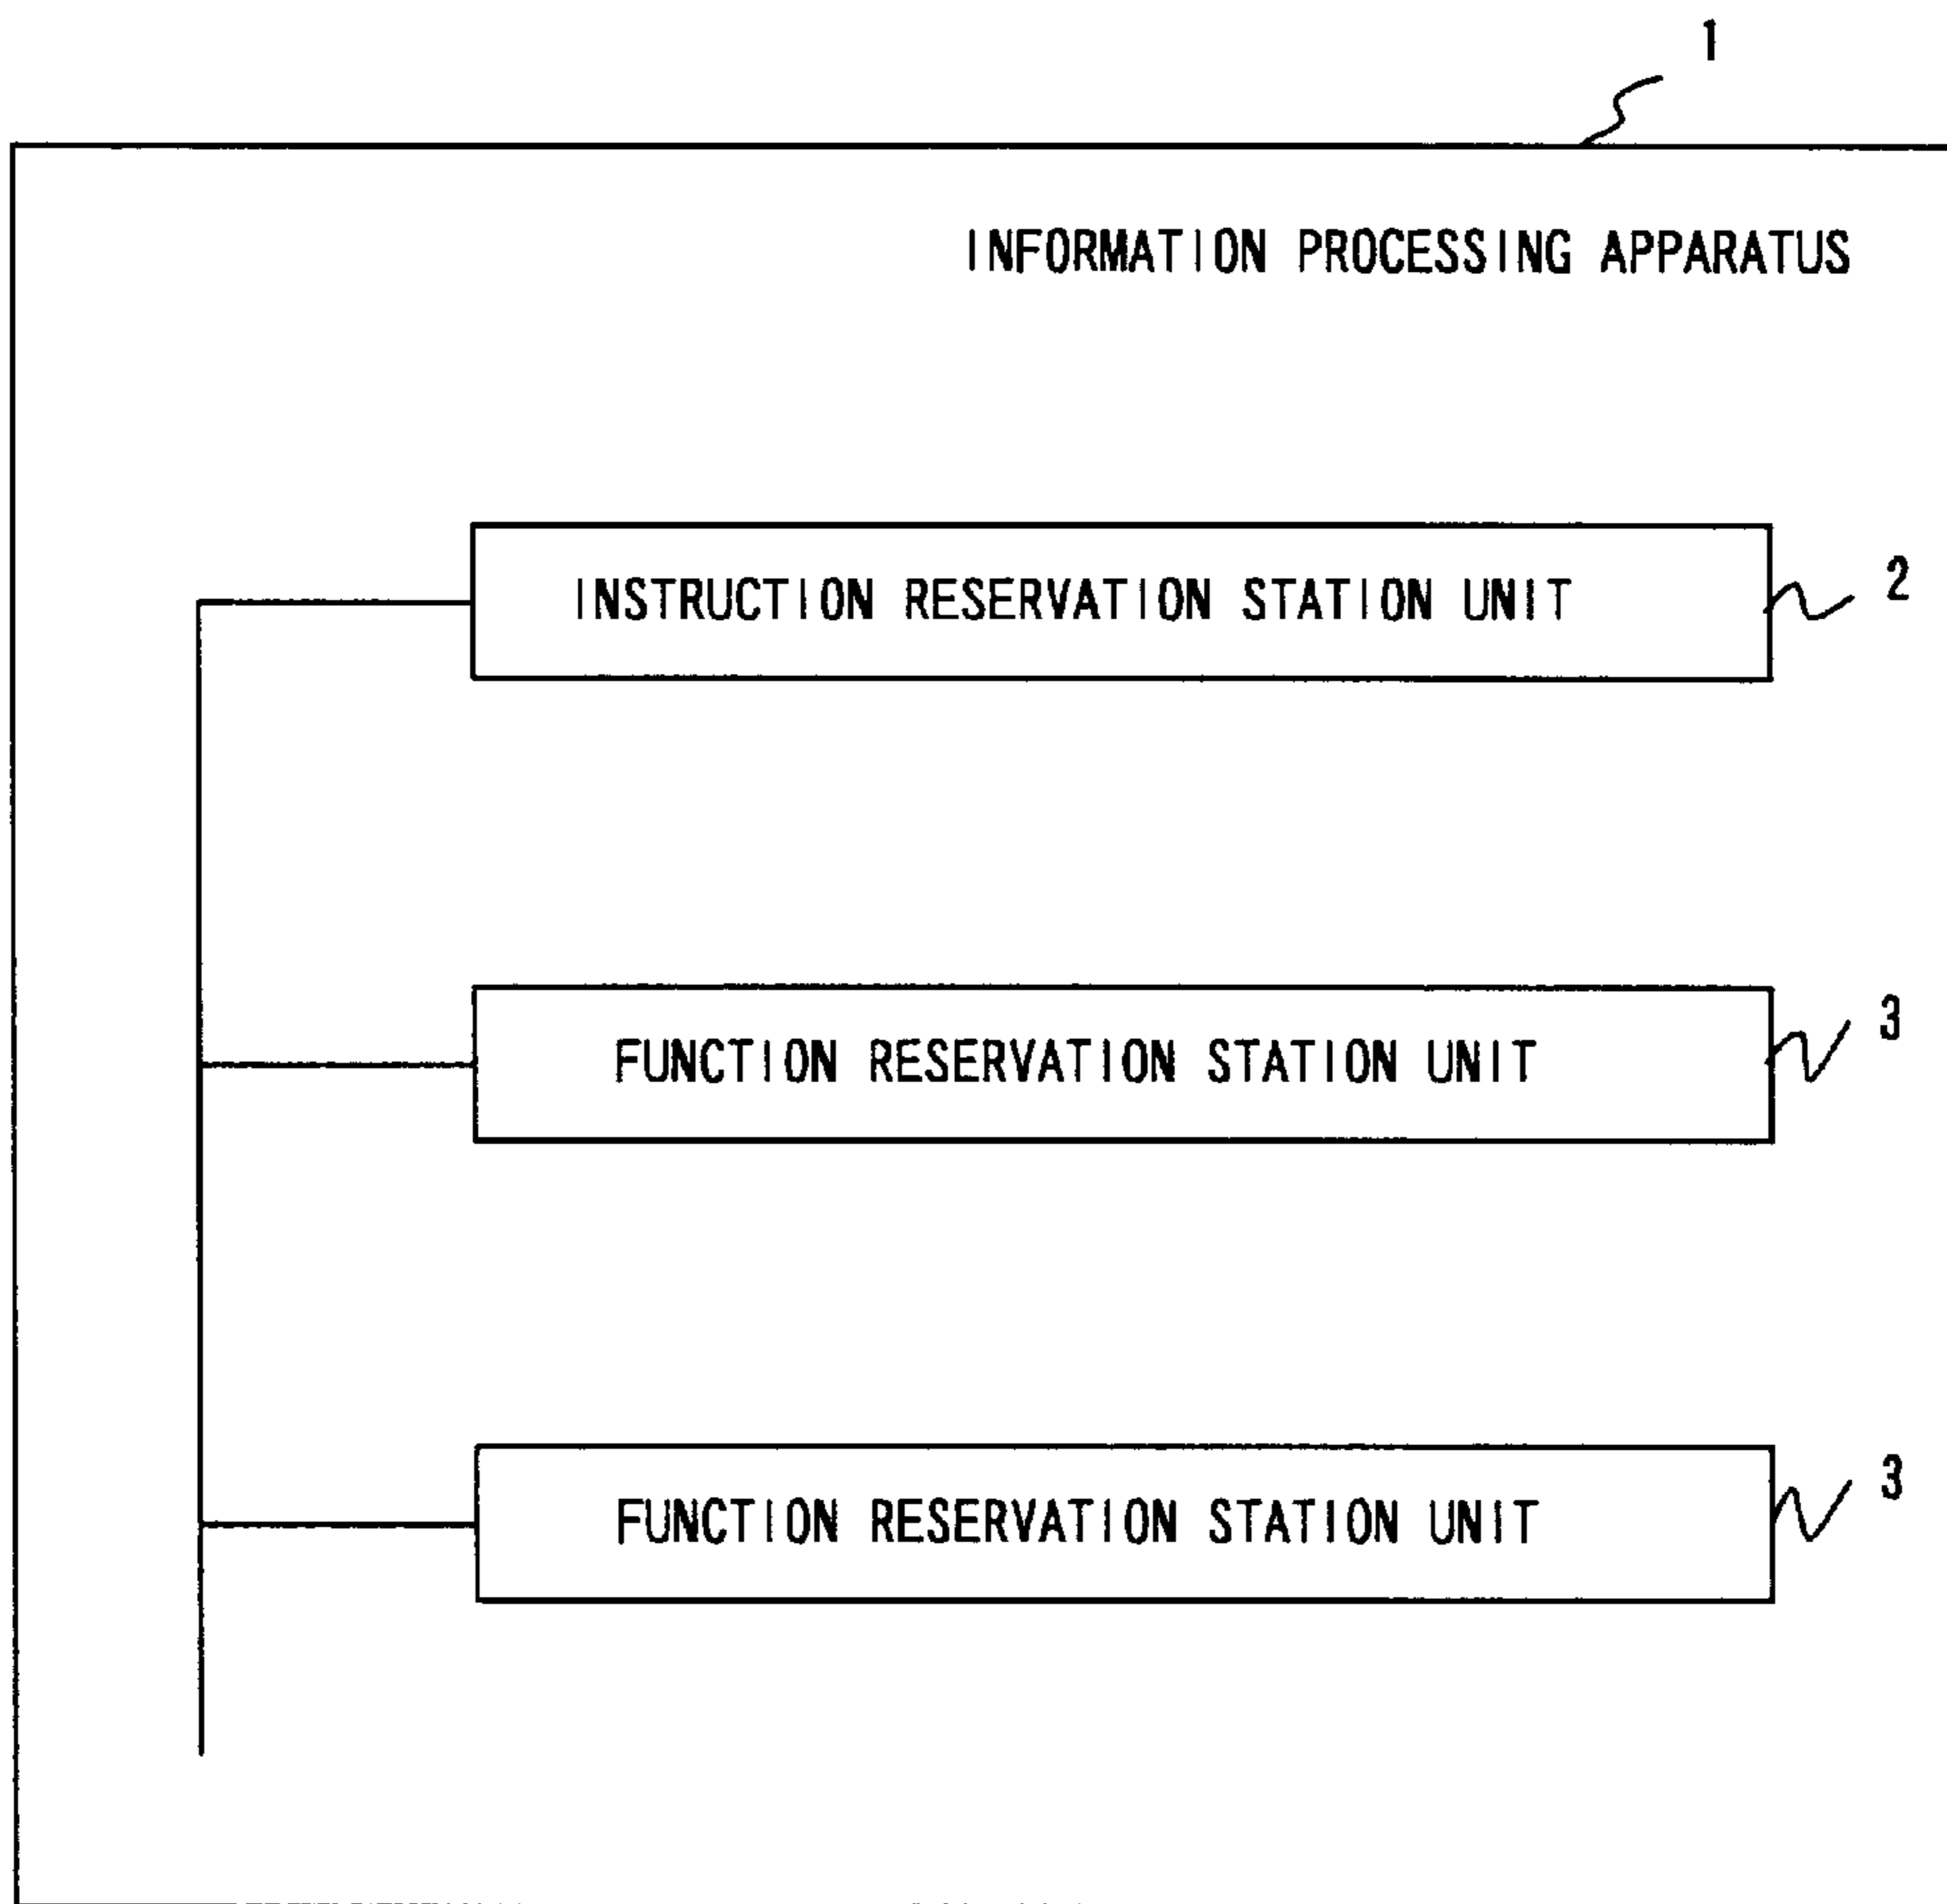 1
INFORMATION PROCESSING APPARATUS
INSTRUCTION RESERVATION STATION UNIT
2
FUNCTION RESERVATION STATION UNIT
3
FUNCTION RESERVATION STATION UNIT
3